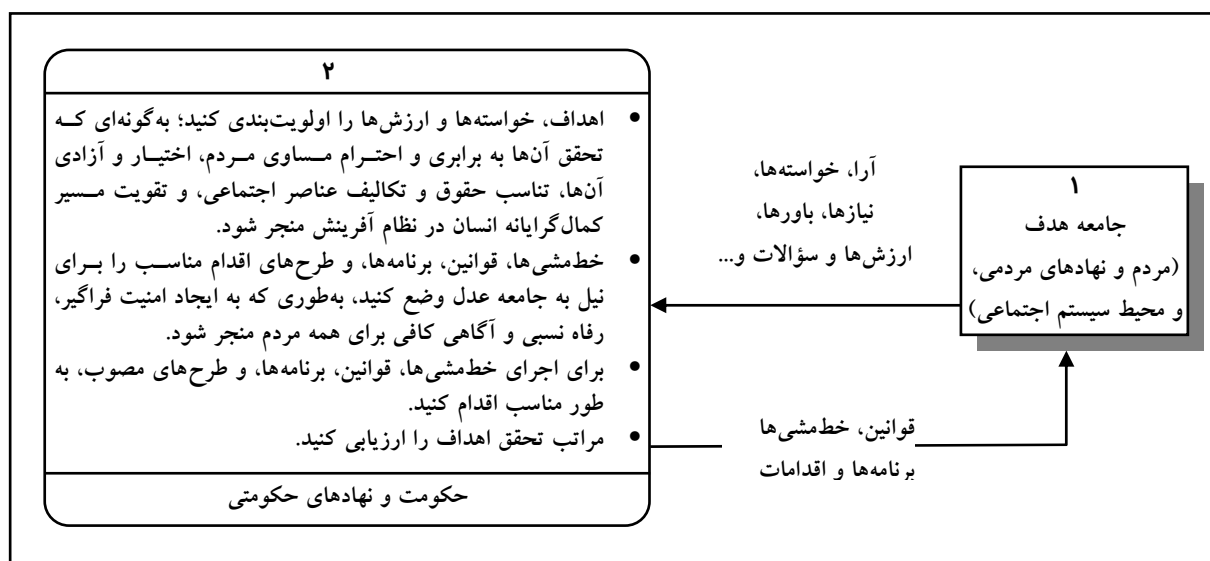 ۲
• اهداف، خواسته‌ها و ارزش‌ها را اولویت‌بندی کنید؛ به‌گونه‌ای که
تحقق آن‌ها به برابری و احترام مساوی مردم، اختیار و آزادی
آن‌ها، تناسب حقوق و تکالیف عناصر اجتماعی، و تقویت مسیر
کمال‌گرایانه انسان در نظام آفرینش منجر شود.
• خط‌مشی‌ها، قوانین، برنامه‌ها، و طرح‌های اقدام مناسب را برای
نیل به جامعه عدل وضع کنید، به‌طوری که به ایجاد امنیت فراگیر،
رفاه نسبی و آگاهی کافی برای همه مردم منجر شود.
• برای اجرای خط‌مشی‌ها، قوانین، برنامه‌ها، و طرح‌های مصوب، به
طور مناسب اقدام کنید.
• مراتب تحقق اهداف را ارزیابی کنید.
حکومت و نهادهای حکومتی
آرا، خواسته‌ها،
نیازها، باورها،
ارزش‌ها و سؤالات و...
۱
جامعه هدف
(مردم و نهادهای مردمی،
و محیط سیستم اجتماعی)
قوانین، خط‌مشی‌ها
برنامه‌ها و اقدامات